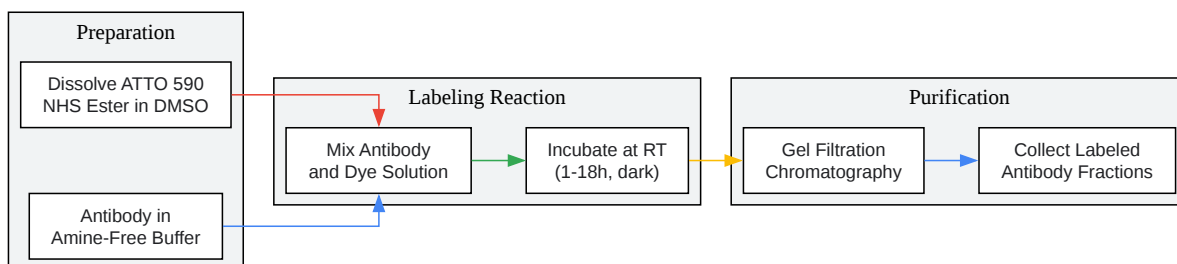 Preparation
Dissolve ATTO 590
NHS Ester in DMSO
Antibody in
Amine-Free Buffer
Labeling Reaction
Mix Antibody
and Dye Solution
Incubate at RT
(1-18h, dark)
Purification
Gel Filtration
Chromatography
Collect Labeled
Antibody Fractions